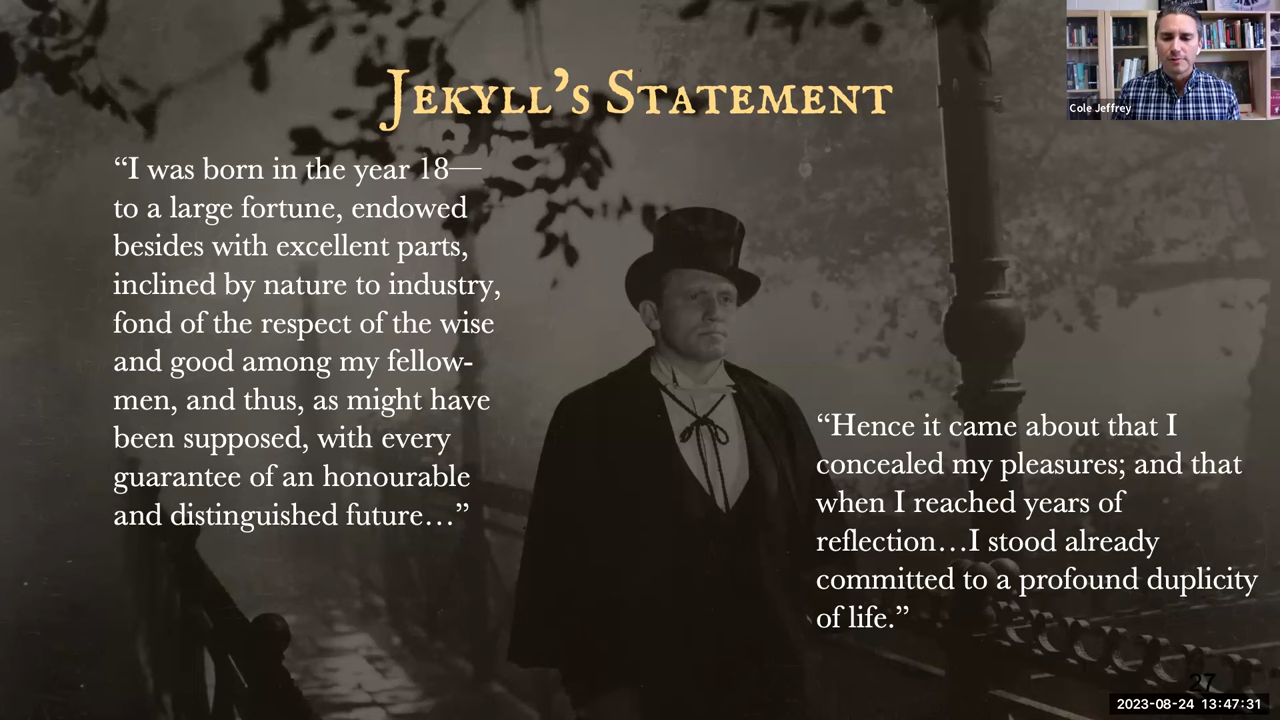 Jekyll’s Statement
“I was born in the year 18—
to a large fortune, endowed
besides with excellent parts,
inclined by nature to industry,
fond of the respect of the wise
and good among my fellow-
men, and thus, as might have
been supposed, with every
guarantee of an honourable
and distinguished future…”
“Hence it came about that I
concealed my pleasures; and that
when I reached years of
reflection…I stood already
committed to a profound duplicity
of life.”
Cole Jeffrey
27
2023-08-24 13:47:31